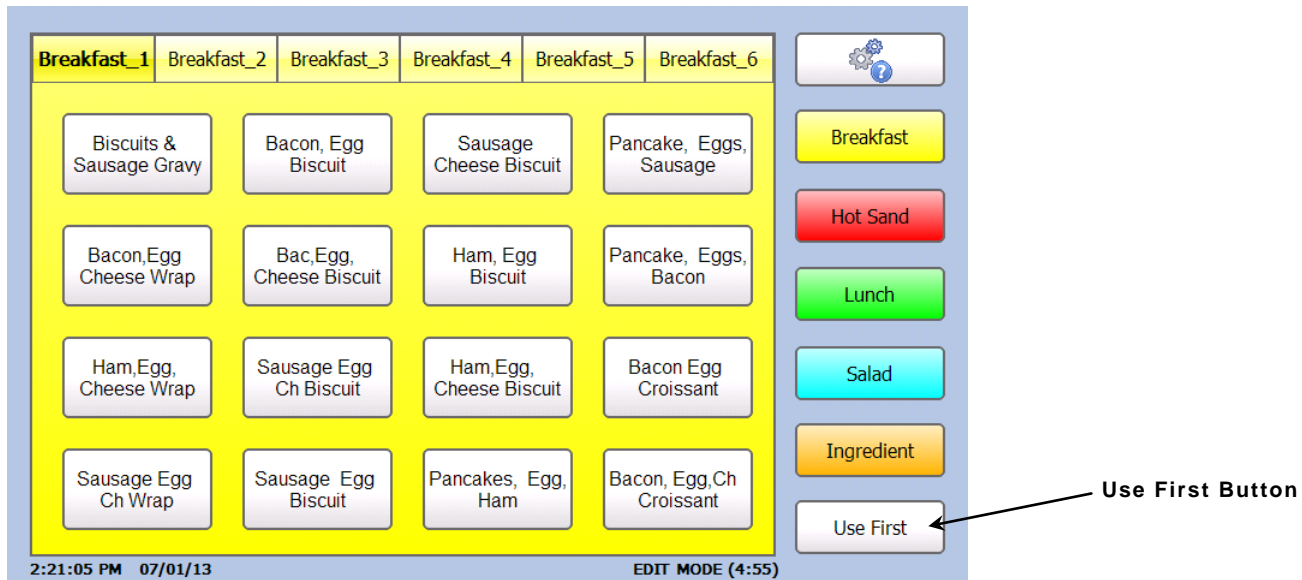 Breakfast_1 Breakfast_2 Breakfast_3 Breakfast_4 Breakfast_5 Breakfast_6
?
Biscuits &
Sausage Gravy
Bacon, Egg
Biscuit
Sausage
Cheese Biscuit
Pancake, Eggs,
Sausage
Bacon,Egg
Cheese Wrap
Bac,Egg,
Cheese Biscuit
Ham, Egg
Biscuit
Pancake, Eggs,
Bacon
Ham,Egg,
Cheese Wrap
Sausage Egg
Ch Biscuit
Ham,Egg,
Cheese Biscuit
Bacon Egg
Croissant
Sausage Egg
Ch Wrap
Sausage Egg
Biscuit
Pancakes, Egg,
Ham
Bacon, Egg,Ch
Croissant
Breakfast
Hot Sand
Lunch
Salad
Ingredient
Use First
Use First Button
2:21:05 PM 07/01/13
EDIT MODE (4:55)